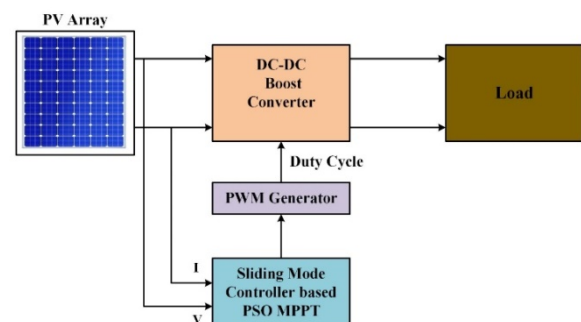 PV Array
DC-DC
Boost
Converter
Load
Duty Cycle
PWM Generator
I
Sliding Mode
Controller based
PSO MPPT
V